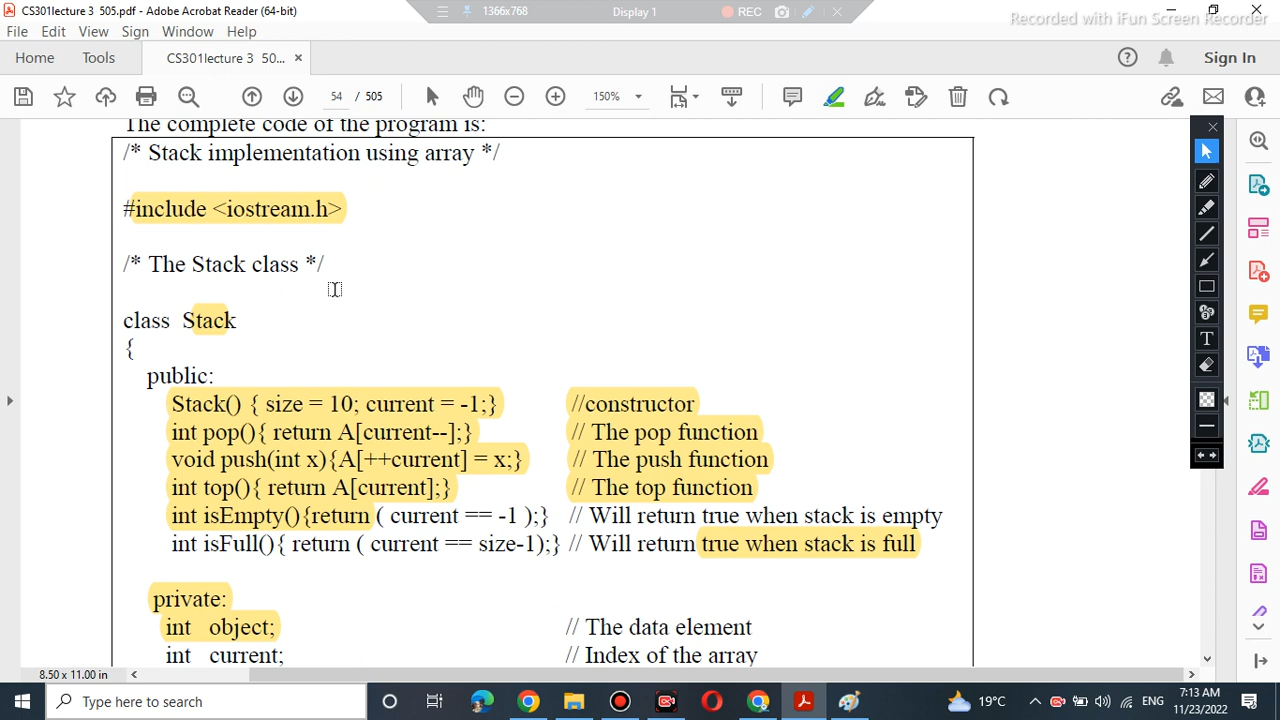 CS301lecture 3 505.pdf - Adobe Acrobat Reader (64-bit)
1366x768
Display 1
REC
Recorded with iFun Screen Recorder
File Edit View Sign Window Help
Home Tools CS301lecture 3 50... × Sign In
54 / 505 150%
The complete code of the program is:
/* Stack implementation using array */
#include <iostream.h>
/* The Stack class */
class Stack
{
public:
Stack() { size = 10; current = -1;} //constructor
int pop(){ return A[current--];} // The pop function
void push(int x){A[++current] = x;} // The push function
int top(){ return A[current];} // The top function
int isEmpty(){return ( current == -1 );} // Will return true when stack is empty
int isFull(){ return ( current == size-1);} // Will return true when stack is full
private:
int object; // The data element
int current; // Index of the array
8.50 x 11.00 in
Type here to search
19°C
ENG
7:13 AM
11/23/2022